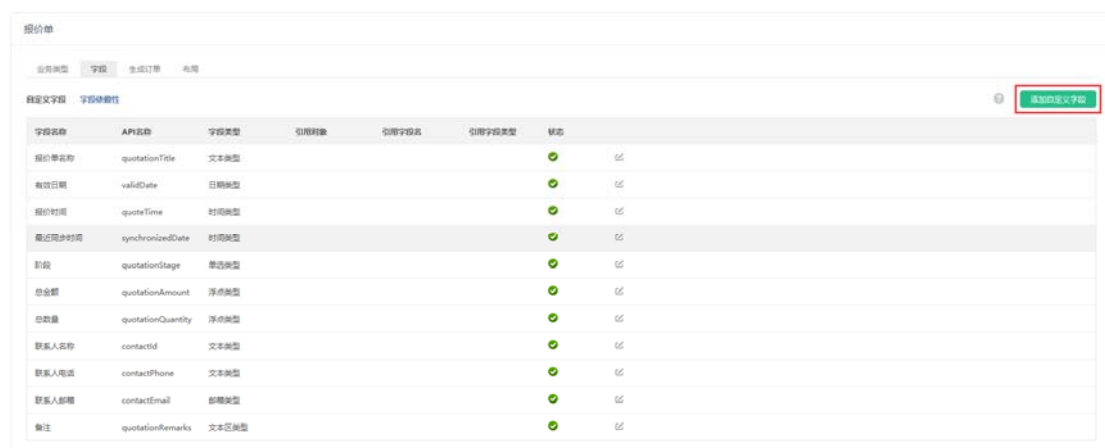 报价单
业务类型 字段 生成订单 布局
自定义字段 字段依赖性 添加自定义字段
字段名称 API名称 字段类型 引用对象 引用字段名 引用字段类型 状态
报价单名称 quotationTitle 文本类型
有效日期 validDate 日期类型
报价时间 quoteTime 时间类型
最近同步时间 synchronizedDate 时间类型
阶段 quotationStage 单选类型
总金额 quotationAmount 浮点类型
总数量 quotationQuantity 浮点类型
联系人名称 contactId 文本类型
联系人电话 contactPhone 文本类型
联系人邮箱 contactEmail 邮箱类型
备注 quotationRemarks 文本区类型